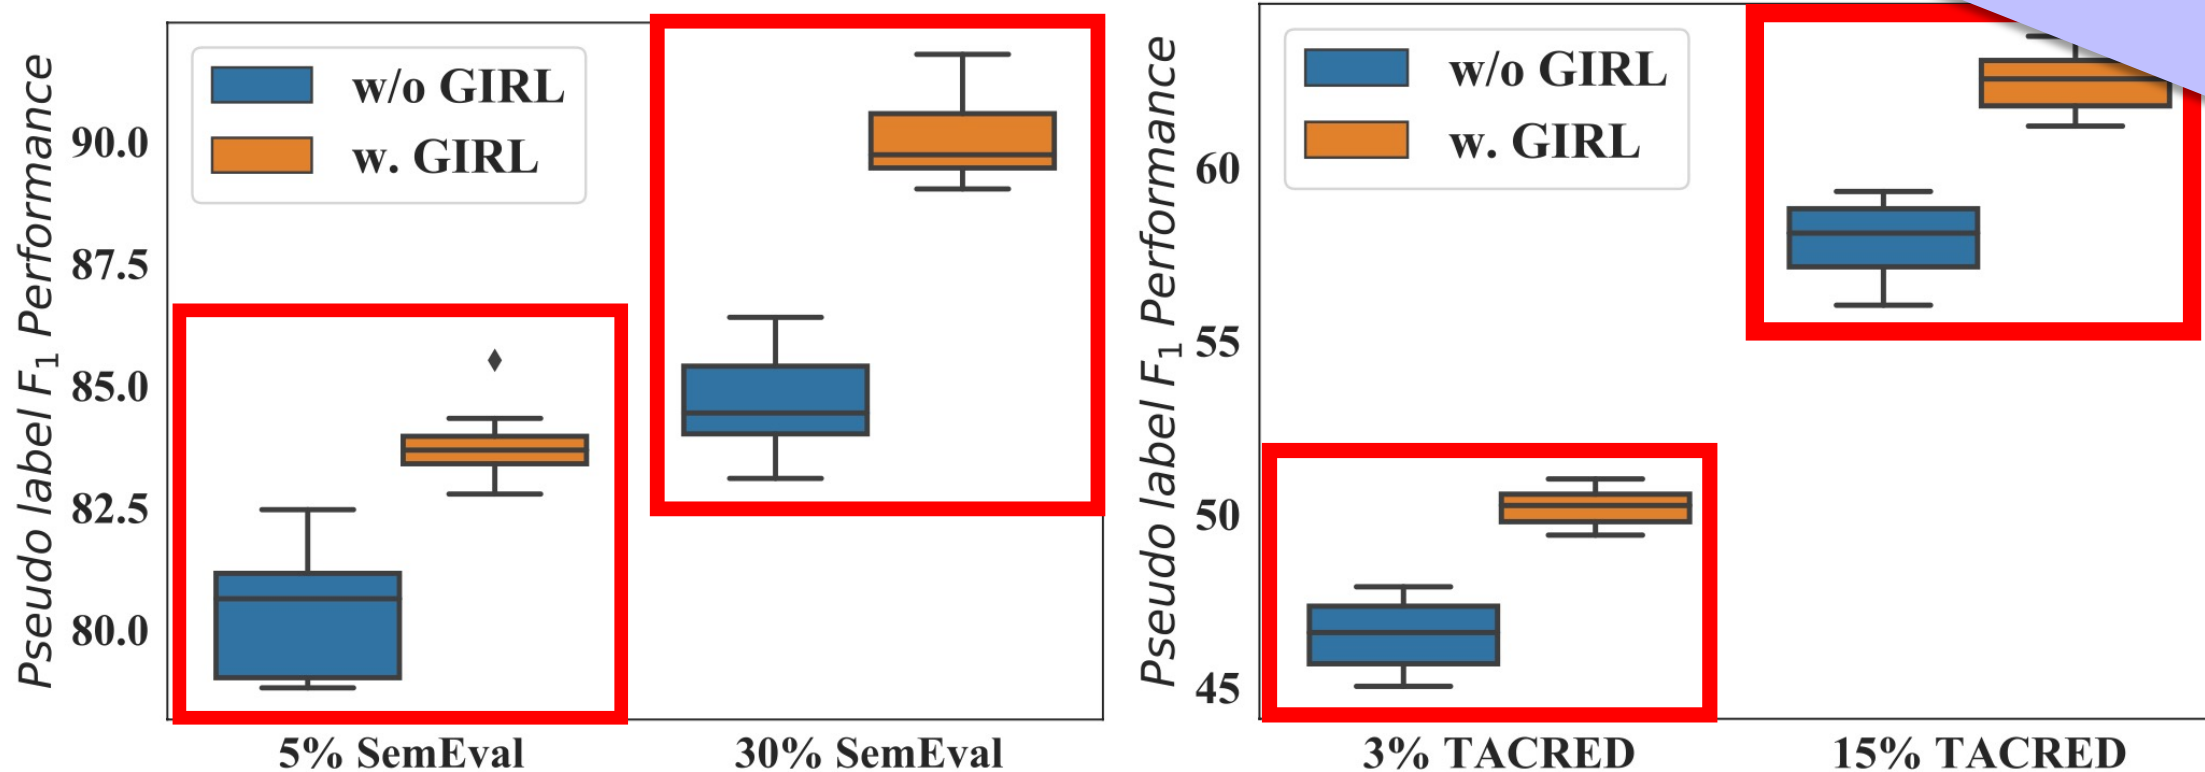 Pseudo label F₁ Performance
90.0
87.5
85.0
82.5
80.0
w/o GIRL
w. GIRL
5% SemEval
30% SemEval
Pseudo label F₁ Performance
60
55
50
45
w/o GIRL
w. GIRL
3% TACRED
15% TACRED